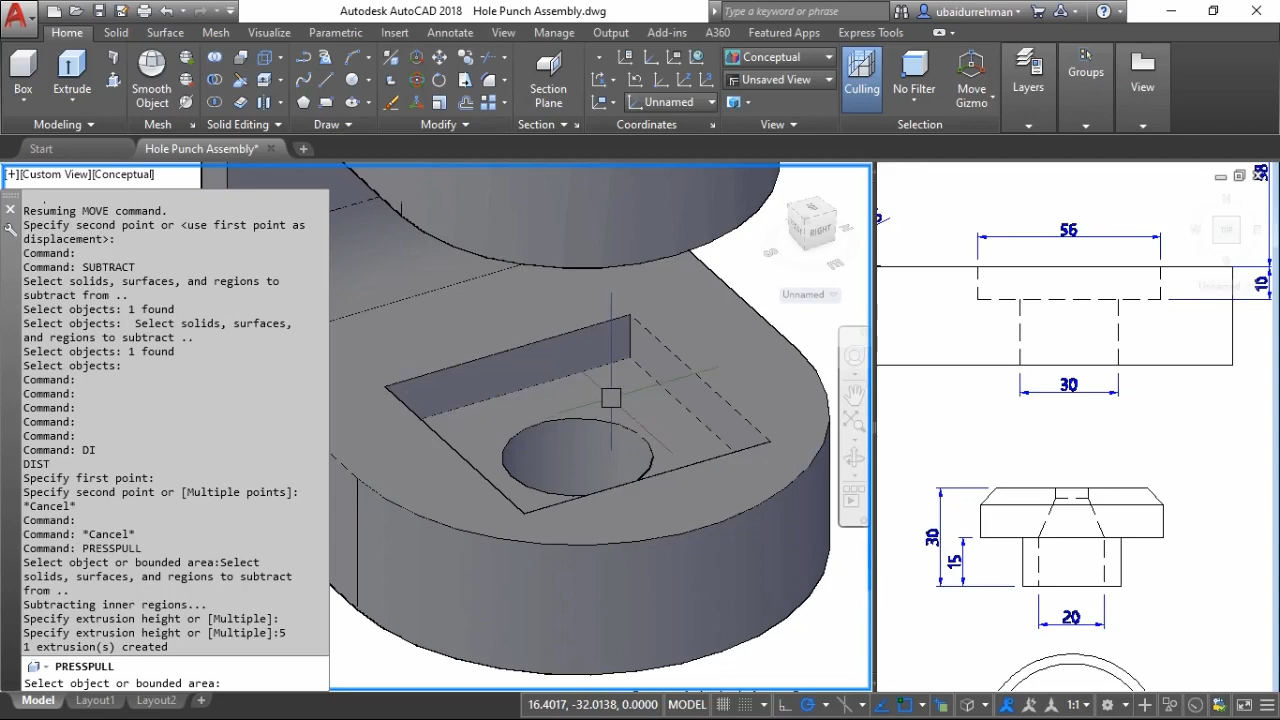 Autodesk AutoCAD 2018 Hole Punch Assembly.dwg
Type a keyword or phrase
ubaidurrehman
Home Solid Surface Mesh Visualize Parametric Insert Annotate View Manage Output Add-ins A360 Featured Apps Express Tools
Box
Extrude
Smooth
Object
Section
Plane
Conceptual
Unsaved View
Unnamed
Culling
No Filter
Move
Gizmo
Layers
Groups
View
Modeling
Mesh
Solid Editing
Draw
Modify
Section
Coordinates
View
Selection
Start
Hole Punch Assembly*
[+][Custom View][Conceptual]
Resuming MOVE command.
Specify second point or <use first point as
displacement>:
Command:
Command: SUBTRACT
Select solids, surfaces, and regions to
subtract from ..
Select objects: 1 found
Select objects:  Select solids, surfaces,
and regions to subtract ..
Select objects: 1 found
Select objects:
Command:
Command:
Command:
Command:
Command:
Command: DI
DIST
Specify first point:
Specify second point or [Multiple points]:
*Cancel*
Command:
Command: *Cancel*
Command: PRESSPULL
Select object or bounded area:Select
solids, surfaces, and regions to subtract
from ..
Subtracting inner regions...
Specify extrusion height or [Multiple]:
Specify extrusion height or [Multiple]:5
1 extrusion(s) created
PRESSPULL
Select object or bounded area:
RIGHT
Unnamed
56
10
30
30
15
20
Model Layout1 Layout2
16.4017, -32.0138, 0.0000 MODEL
1:1